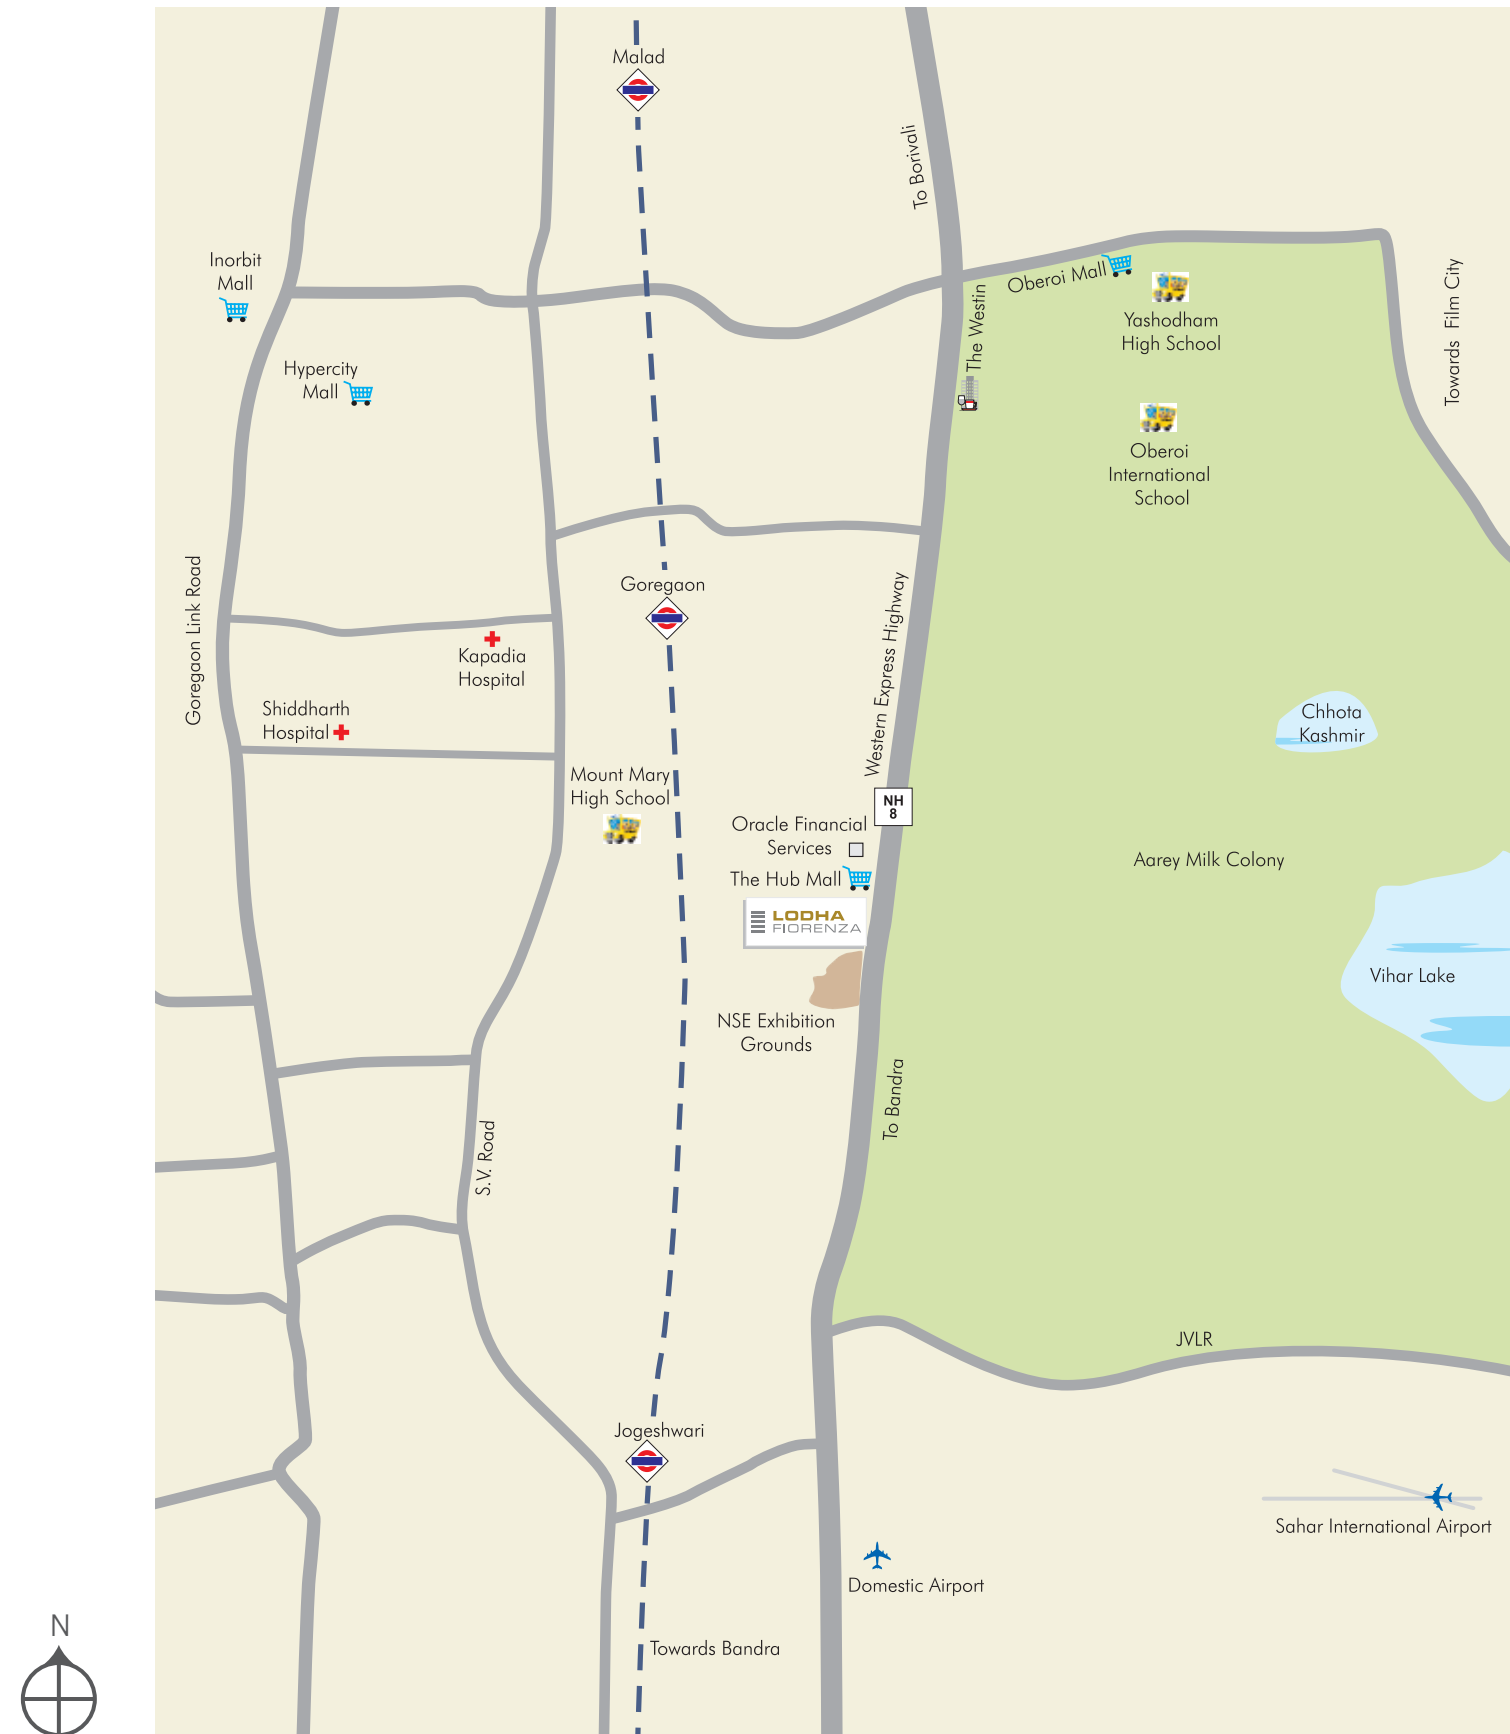 Malad
To Borivali
Inorbit
Mall
Oberoi Mall
The Westin
Yashodham
High School
Towards Film City
Hypercity
Mall
Oberoi
International
School
Goregaon Link Road
Goregaon
Western Express Highway
Kapadia
Hospital
Shiddharth
Hospital
Chhota
Kashmir
Mount Mary
High School
NH
8
Oracle Financial
Services
The Hub Mall
Aarey Milk Colony
LODHA
FIORENZA
Vihar Lake
NSE Exhibition
Grounds
To Bandra
S.V. Road
JVLR
Jogeshwari
Sahar International Airport
Domestic Airport
N
Towards Bandra